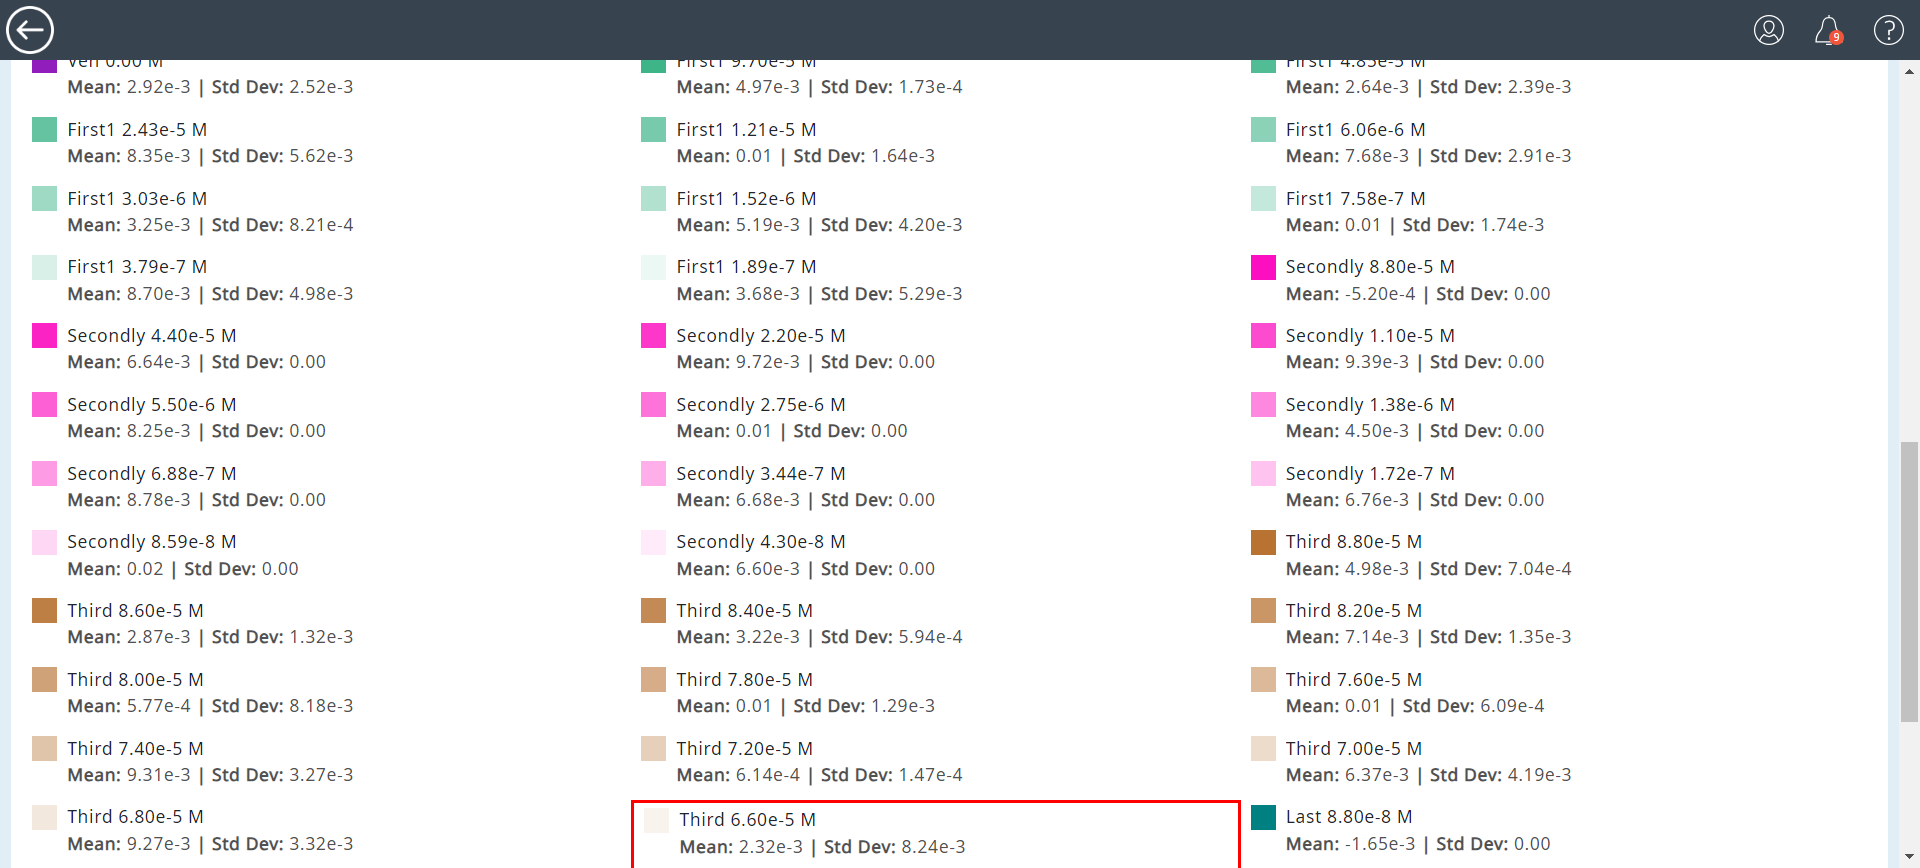 9
Ven 0.00 M
Mean: 2.92e-3 | Std Dev: 2.52e-3
First1 9.70e-5 M
Mean: 4.97e-3 | Std Dev: 1.73e-4
First1 4.85e-5 M
Mean: 2.64e-3 | Std Dev: 2.39e-3
First1 2.43e-5 M
Mean: 8.35e-3 | Std Dev: 5.62e-3
First1 1.21e-5 M
Mean: 0.01 | Std Dev: 1.64e-3
First1 6.06e-6 M
Mean: 7.68e-3 | Std Dev: 2.91e-3
First1 3.03e-6 M
Mean: 3.25e-3 | Std Dev: 8.21e-4
First1 1.52e-6 M
Mean: 5.19e-3 | Std Dev: 4.20e-3
First1 7.58e-7 M
Mean: 0.01 | Std Dev: 1.74e-3
First1 3.79e-7 M
Mean: 8.70e-3 | Std Dev: 4.98e-3
First1 1.89e-7 M
Mean: 3.68e-3 | Std Dev: 5.29e-3
Secondly 8.80e-5 M
Mean: -5.20e-4 | Std Dev: 0.00
Secondly 4.40e-5 M
Mean: 6.64e-3 | Std Dev: 0.00
Secondly 2.20e-5 M
Mean: 9.72e-3 | Std Dev: 0.00
Secondly 1.10e-5 M
Mean: 9.39e-3 | Std Dev: 0.00
Secondly 5.50e-6 M
Mean: 8.25e-3 | Std Dev: 0.00
Secondly 2.75e-6 M
Mean: 0.01 | Std Dev: 0.00
Secondly 1.38e-6 M
Mean: 4.50e-3 | Std Dev: 0.00
Secondly 6.88e-7 M
Mean: 8.78e-3 | Std Dev: 0.00
Secondly 3.44e-7 M
Mean: 6.68e-3 | Std Dev: 0.00
Secondly 1.72e-7 M
Mean: 6.76e-3 | Std Dev: 0.00
Secondly 8.59e-8 M
Mean: 0.02 | Std Dev: 0.00
Secondly 4.30e-8 M
Mean: 6.60e-3 | Std Dev: 0.00
Third 8.80e-5 M
Mean: 4.98e-3 | Std Dev: 7.04e-4
Third 8.60e-5 M
Mean: 2.87e-3 | Std Dev: 1.32e-3
Third 8.40e-5 M
Mean: 3.22e-3 | Std Dev: 5.94e-4
Third 8.20e-5 M
Mean: 7.14e-3 | Std Dev: 1.35e-3
Third 8.00e-5 M
Mean: 5.77e-4 | Std Dev: 8.18e-3
Third 7.80e-5 M
Mean: 0.01 | Std Dev: 1.29e-3
Third 7.60e-5 M
Mean: 0.01 | Std Dev: 6.09e-4
Third 7.40e-5 M
Mean: 9.31e-3 | Std Dev: 3.27e-3
Third 7.20e-5 M
Mean: 6.14e-4 | Std Dev: 1.47e-4
Third 7.00e-5 M
Mean: 6.37e-3 | Std Dev: 4.19e-3
Third 6.80e-5 M
Mean: 9.27e-3 | Std Dev: 3.32e-3
Third 6.60e-5 M
Mean: 2.32e-3 | Std Dev: 8.24e-3
Last 8.80e-8 M
Mean: -1.65e-3 | Std Dev: 0.00